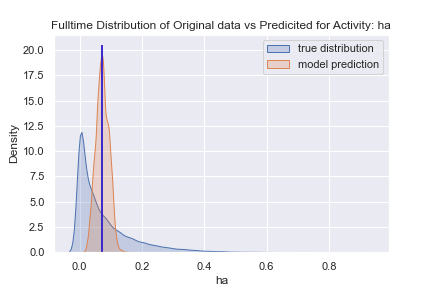 Fulltime Distribution of Original data vs Predicited for Activity: ha
true distribution
model prediction
20.0
17.5
15.0
12.5
10.0
7.5
5.0
2.5
0.0
Density
0.0 0.2 0.4 0.6 0.8
ha